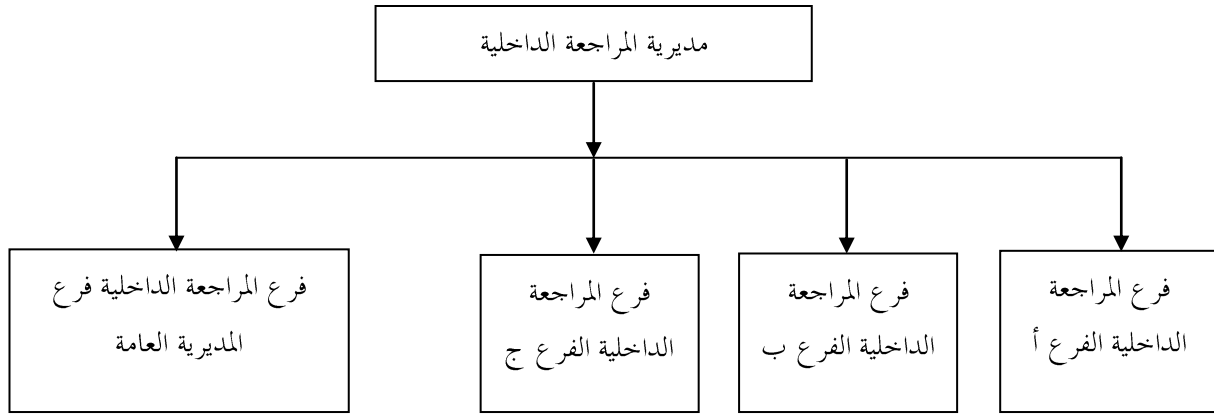 مديرية المراجعة الداخلية
فرع المراجعة
الداخلية الفرع أ
فرع المراجعة
الداخلية الفرع ب
فرع المراجعة
الداخلية الفرع ج
فرع المراجعة الداخلية فرع
المديرية العامة